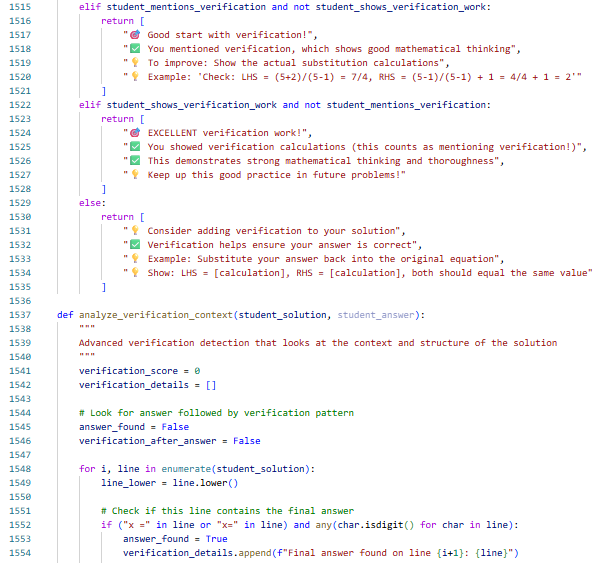 1515 elif student_mentions_verification and not student_shows_verification_work:
1516 return [
1517 "🎯 Good start with verification!",
1518 "✅ You mentioned verification, which shows good mathematical thinking",
1519 "💡 To improve: Show the actual substitution calculations",
1520 "💡 Example: 'Check: LHS = (5+2)/(5-1) = 7/4, RHS = (5-1)/(5-1) + 1 = 4/4 + 1 = 2'"
1521 ]
1522 elif student_shows_verification_work and not student_mentions_verification:
1523 return [
1524 "🎯 EXCELLENT verification work!",
1525 "✅ You showed verification calculations (this counts as mentioning verification!)",
1526 "✅ This demonstrates strong mathematical thinking and thoroughness",
1527 "💡 Keep up this good practice in future problems!"
1528 ]
1529 else:
1530 return [
1531 "💡 Consider adding verification to your solution",
1532 "✅ Verification helps ensure your answer is correct",
1533 "💡 Example: Substitute your answer back into the original equation",
1534 "💡 Show: LHS = [calculation], RHS = [calculation], both should equal the same value"
1535 ]
1536
1537 def analyze_verification_context(student_solution, student_answer):
1538 """
1539 Advanced verification detection that looks at the context and structure of the solution
1540 """
1541 verification_score = 0
1542 verification_details = []
1543
1544 # Look for answer followed by verification pattern
1545 answer_found = False
1546 verification_after_answer = False
1547
1548 for i, line in enumerate(student_solution):
1549 line_lower = line.lower()
1550
1551 # Check if this line contains the final answer
1552 if ("x =" in line or "x=" in line) and any(char.isdigit() for char in line):
1553 answer_found = True
1554 verification_details.append(f"Final answer found on line {i+1}: {line}")